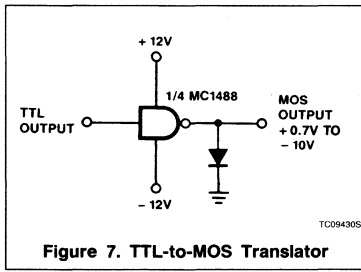 + 12V
1/4 MC1488
TTL
OUTPUT
MOS
OUTPUT
+ 0.7V TO
– 10V
– 12V
TC09430S
Figure 7. TTL-to-MOS Translator